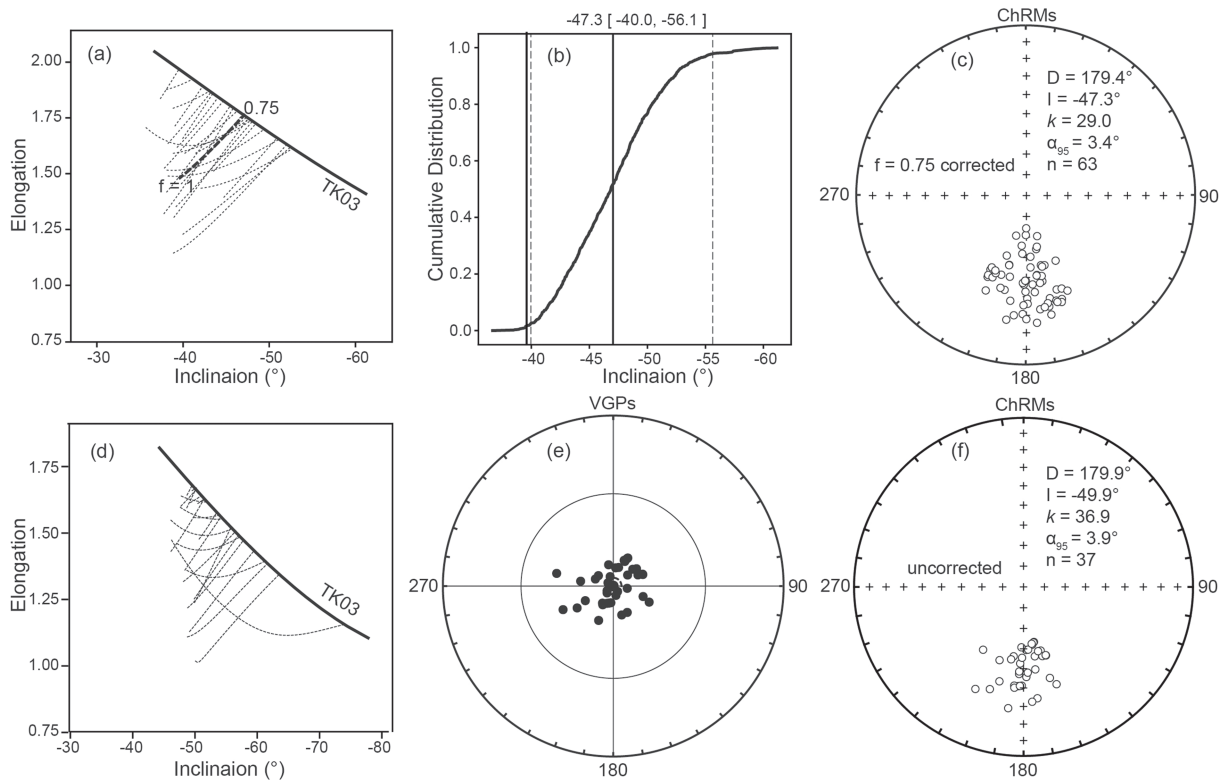 (a)
2.00
1.75
1.50
1.25
1.00
0.75
Elongation
0.75
f = 1
TK03
-30
-40
-50
-60
Inclinaion (°)
-47.3 [ -40.0, -56.1 ]
(b)
1.0
0.8
0.6
0.4
0.2
0.0
Cumulative Distribution
-40
-50
-55
-60
Inclinaion (°)
ChRMs
(c)
D = 179.4°
I = -47.3°
k = 29.0
α95 = 3.4°
n = 63
f = 0.75 corrected
270
90
180
(d)
1.75
1.50
1.25
1.00
0.75
Elongation
TK03
-30
-40
-50
-60
-70
-80
Inclinaion (°)
VGPs
(e)
270
90
180
ChRMs
(f)
D = 179.9°
I = -49.9°
k = 36.9
α95 = 3.9°
n = 37
uncorrected
270
90
180